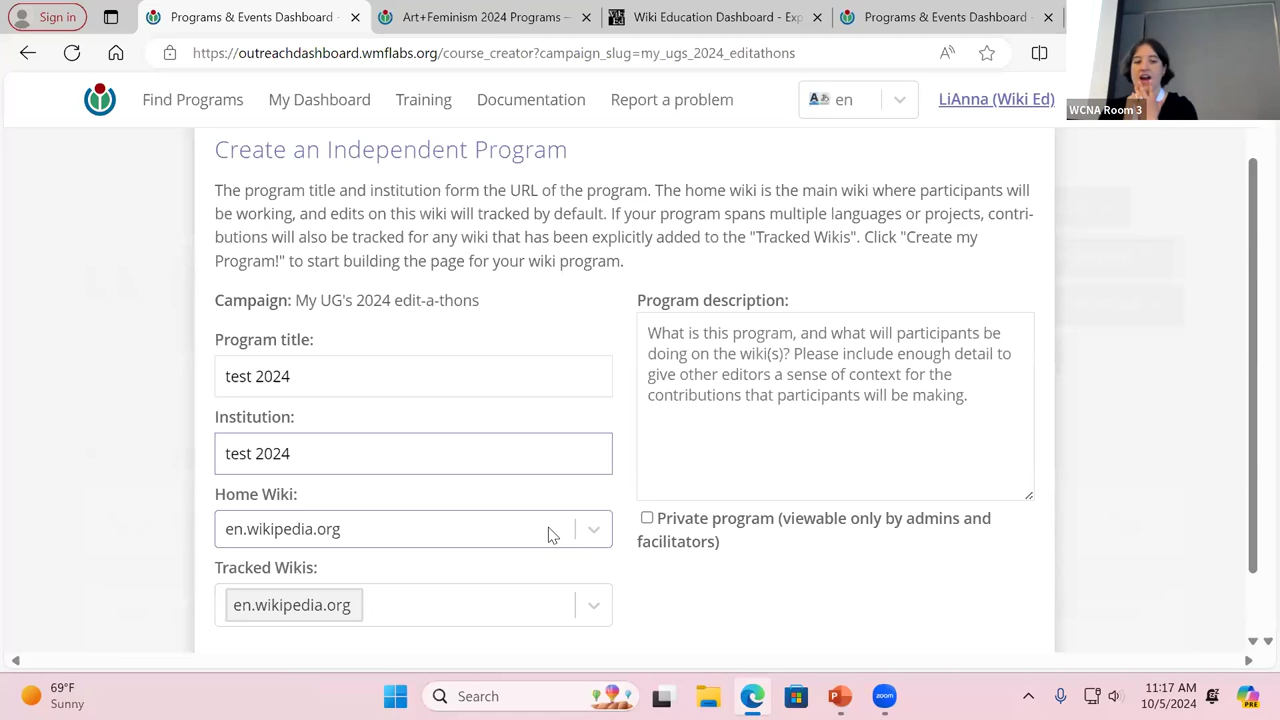 Sign in
Programs & Events Dashboard -
Art+Feminism 2024 Programs –
Wiki Education Dashboard - Exp
Programs & Events Dashboard -
https://outreachdashboard.wmflabs.org/course_creator?campaign_slug=my_ugs_2024_editathons
Find Programs
My Dashboard
Training
Documentation
Report a problem
en
LiAnna (Wiki Ed)
WCNA Room 3
Create an Independent Program
The program title and institution form the URL of the program. The home wiki is the main wiki where participants will
be working, and edits on this wiki will tracked by default. If your program spans multiple languages or projects, contri-
butions will also be tracked for any wiki that has been explicitly added to the "Tracked Wikis". Click "Create my
Program!" to start building the page for your wiki program.
Campaign: My UG's 2024 edit-a-thons
Program title:
test 2024
Institution:
test 2024
Home Wiki:
en.wikipedia.org
Tracked Wikis:
en.wikipedia.org
Program description:
What is this program, and what will participants be
doing on the wiki(s)? Please include enough detail to
give other editors a sense of context for the
contributions that participants will be making.
Private program (viewable only by admins and
facilitators)
69°F
Sunny
Search
zoom
11:17 AM
10/5/2024
PRE